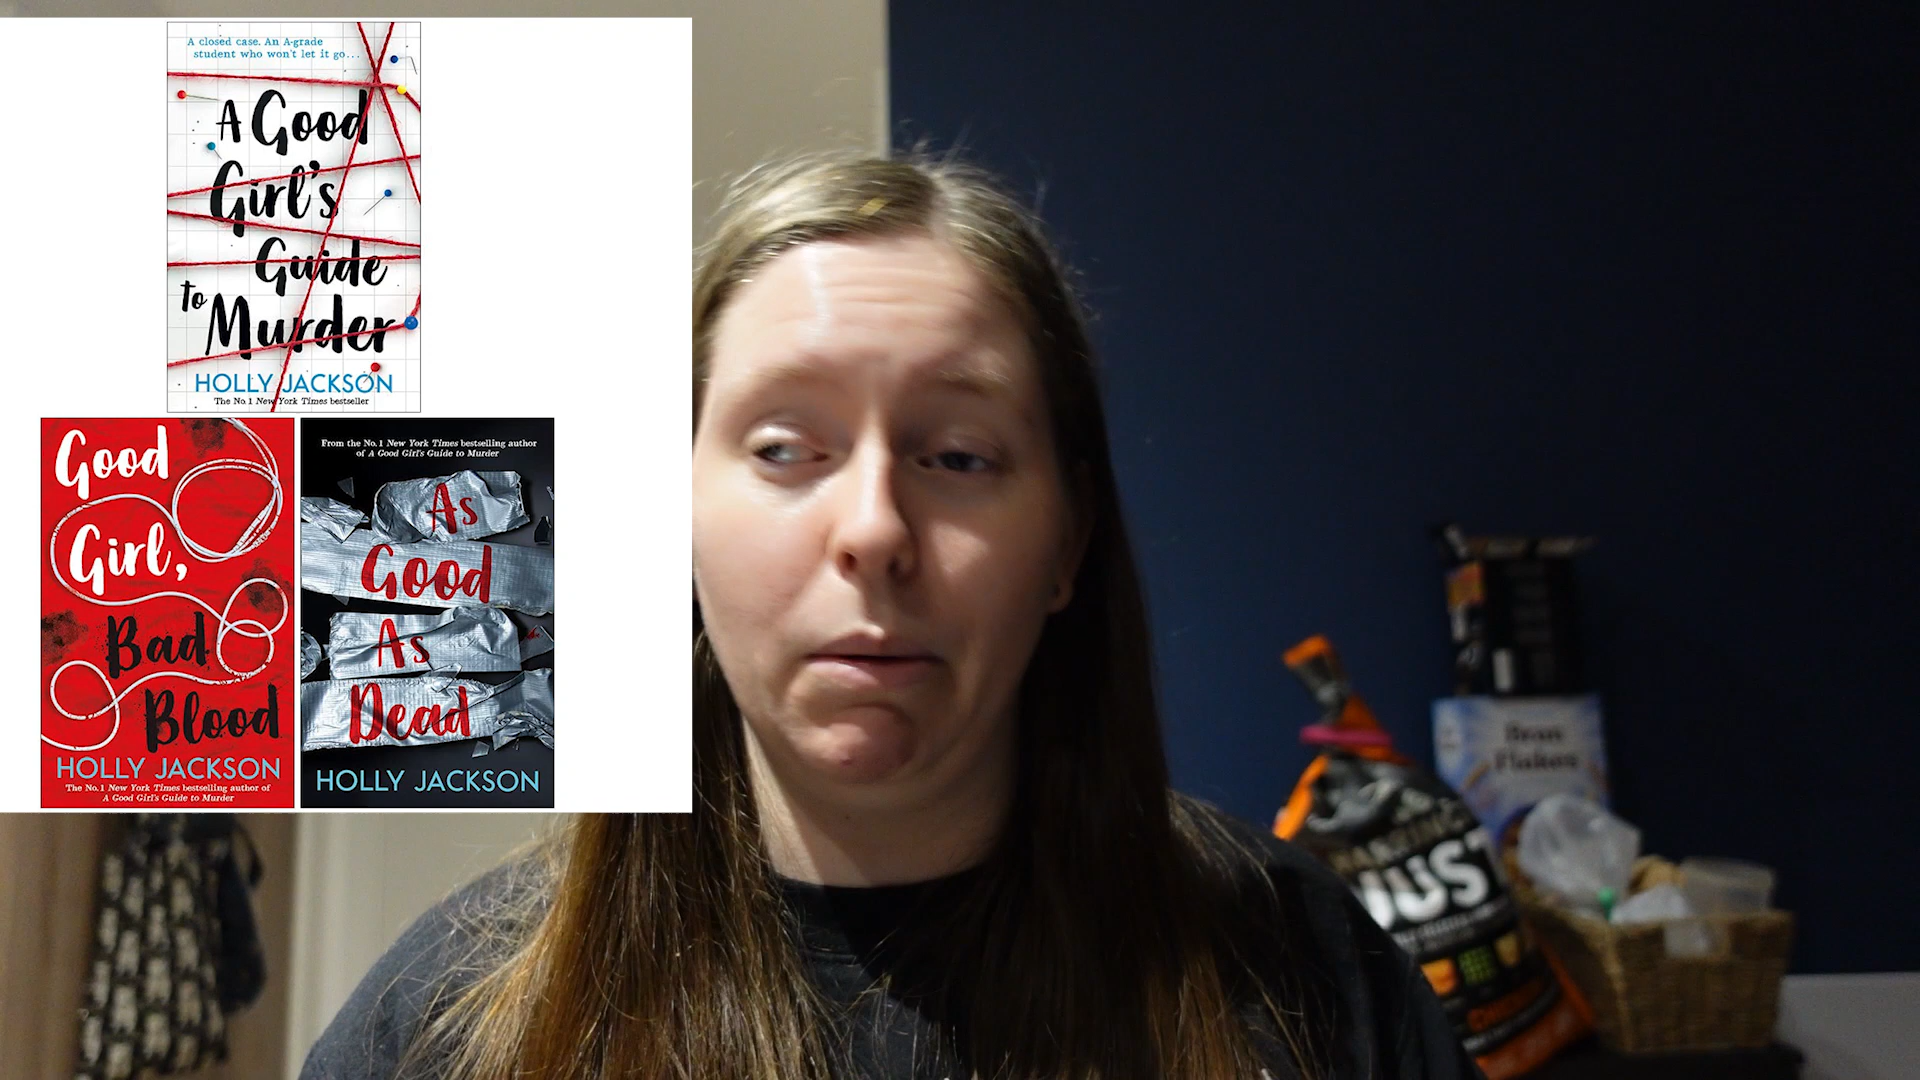 A closed case. An A-grade
student who won't let it go...
A Good
Girl's
Guide
to
Murder
HOLLY JACKSON
The No.1 New York Times bestseller
Good
Girl,
Bad
Blood
HOLLY JACKSON
The No.1 New York Times bestselling author of
A Good Girl's Guide to Murder
From the No.1 New York Times bestselling author
of A Good Girl's Guide to Murder
As
Good
As
Dead
HOLLY JACKSON
Bran
Flakes